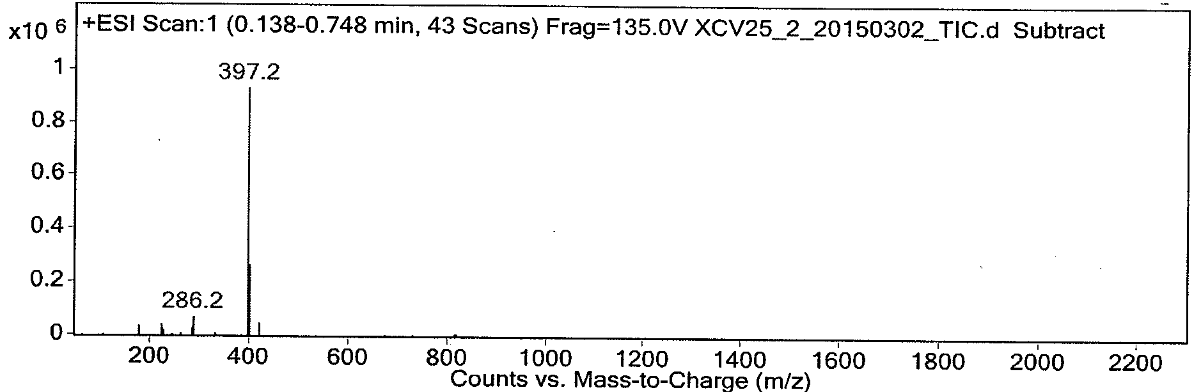 x10 6 +ESI Scan:1 (0.138-0.748 min, 43 Scans) Frag=135.0V XCV25_2_20150302_TIC.d Subtract
1
397.2
0.8
0.6
0.4
0.2
286.2
0
200 400 600 800 1000 1200 1400 1600 1800 2000 2200
Counts vs. Mass-to-Charge (m/z)